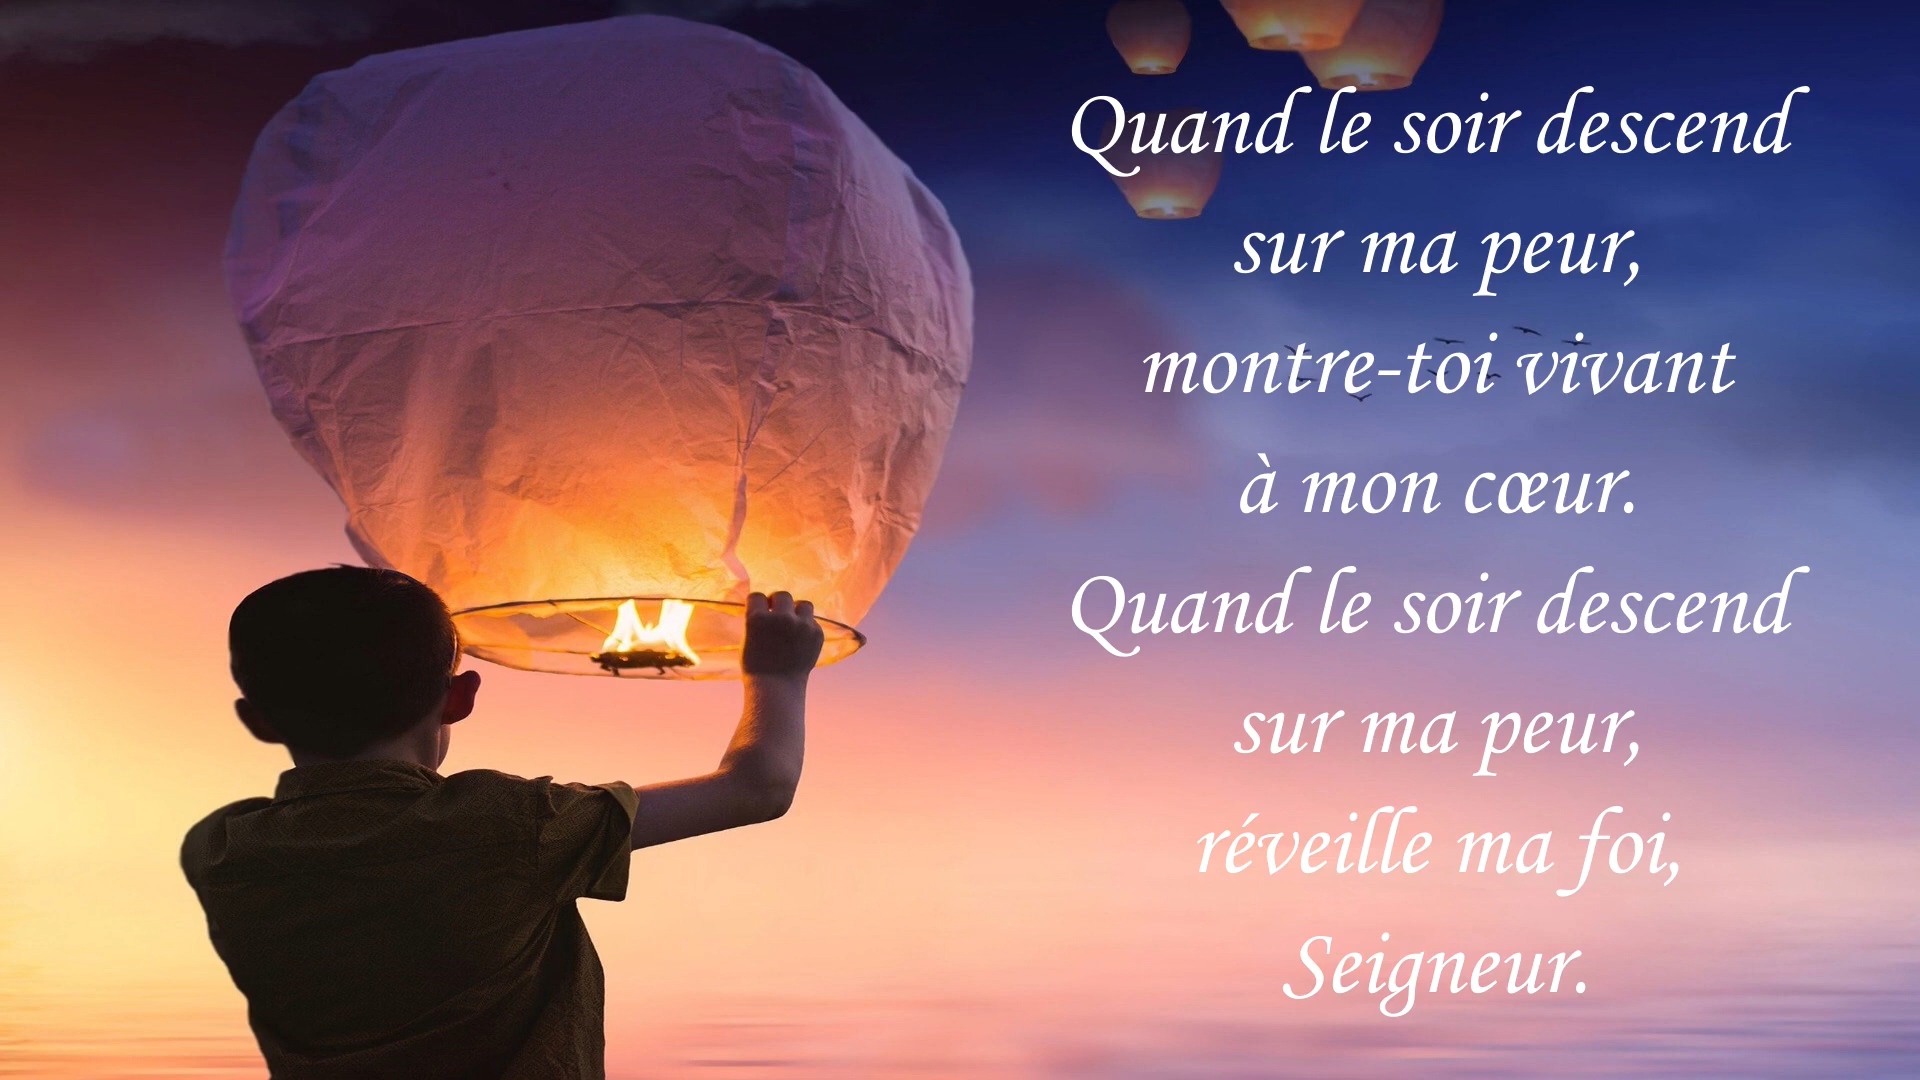 Quand le soir descend
sur ma peur,
montre-toi vivant
à mon cœur.
Quand le soir descend
sur ma peur,
réveille ma foi,
Seigneur.